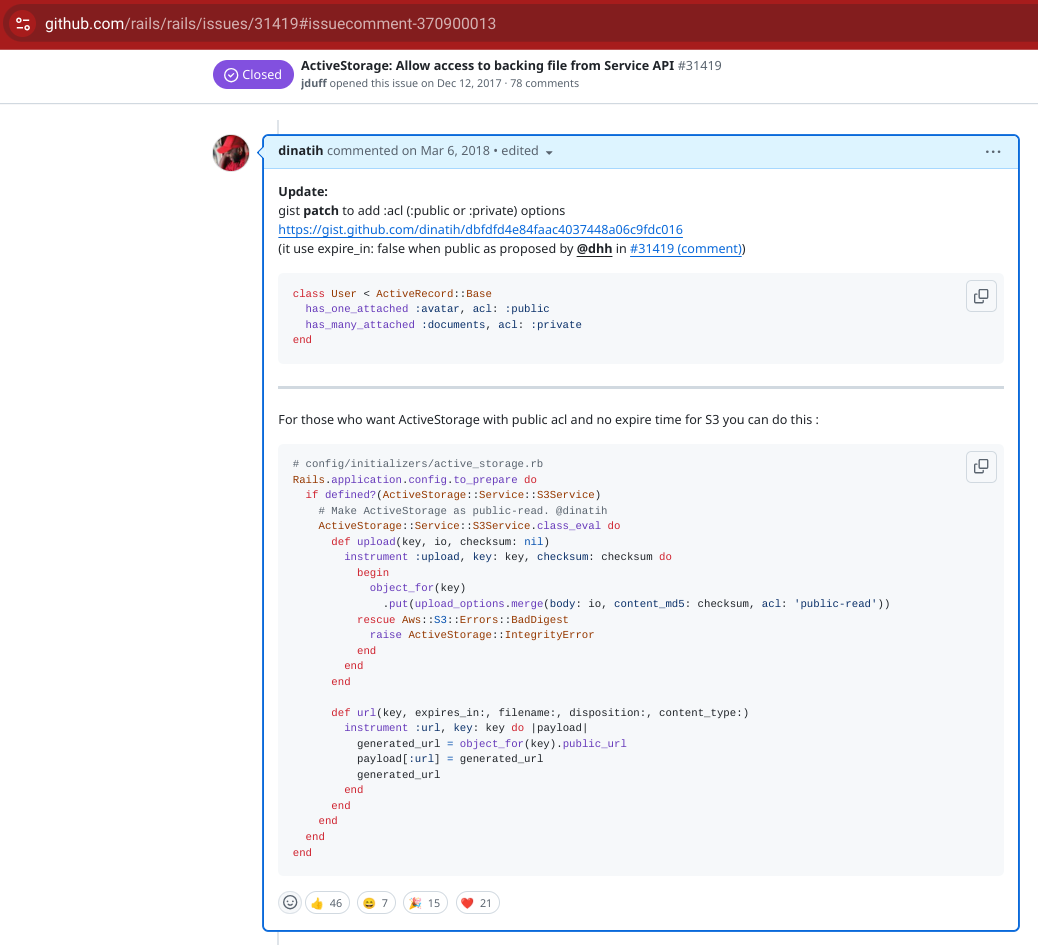 github.com/rails/rails/issues/31419#issuecomment-370900013
Closed
ActiveStorage: Allow access to backing file from Service API #31419
jduff opened this issue on Dec 12, 2017 · 78 comments
dinatih commented on Mar 6, 2018 • edited
Update:
gist patch to add :acl (:public or :private) options
https://gist.github.com/dinatih/dbfdfd4e84faac4037448a06c9fdc016
(it use expire_in: false when public as proposed by @dhh in #31419 (comment))
class User < ActiveRecord::Base
  has_one_attached :avatar, acl: :public
  has_many_attached :documents, acl: :private
end
For those who want ActiveStorage with public acl and no expire time for S3 you can do this :
# config/initializers/active_storage.rb
Rails.application.config.to_prepare do
  if defined?(ActiveStorage::Service::S3Service)
    # Make ActiveStorage as public-read. @dinatih
    ActiveStorage::Service::S3Service.class_eval do
      def upload(key, io, checksum: nil)
        instrument :upload, key: key, checksum: checksum do
          begin
            object_for(key)
              .put(upload_options.merge(body: io, content_md5: checksum, acl: 'public-read'))
          rescue Aws::S3::Errors::BadDigest
            raise ActiveStorage::IntegrityError
          end
        end
      end

      def url(key, expires_in:, filename:, disposition:, content_type:)
        instrument :url, key: key do |payload|
          generated_url = object_for(key).public_url
          payload[:url] = generated_url
          generated_url
        end
      end
    end
  end
end
👍 46 😄 7 🎉 15 ❤️ 21